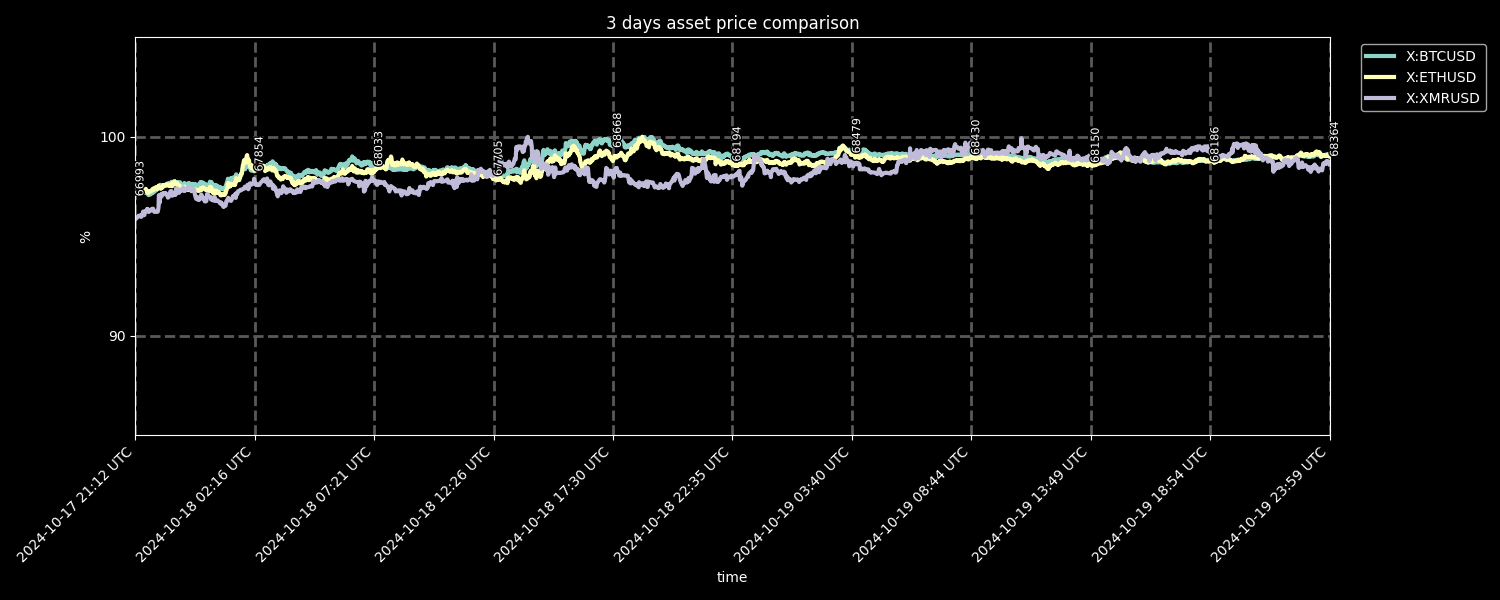 3 days asset price comparison
X:BTCUSD
X:ETHUSD
X:XMRUSD
100
90
%
66993
67854
68033
67705
68668
68194
68479
68430
68150
68186
68364
2024-10-17 21:12 UTC
2024-10-18 02:16 UTC
2024-10-18 07:21 UTC
2024-10-18 12:26 UTC
2024-10-18 17:30 UTC
2024-10-18 22:35 UTC
2024-10-19 03:40 UTC
2024-10-19 08:44 UTC
2024-10-19 13:49 UTC
2024-10-19 18:54 UTC
2024-10-19 23:59 UTC
time